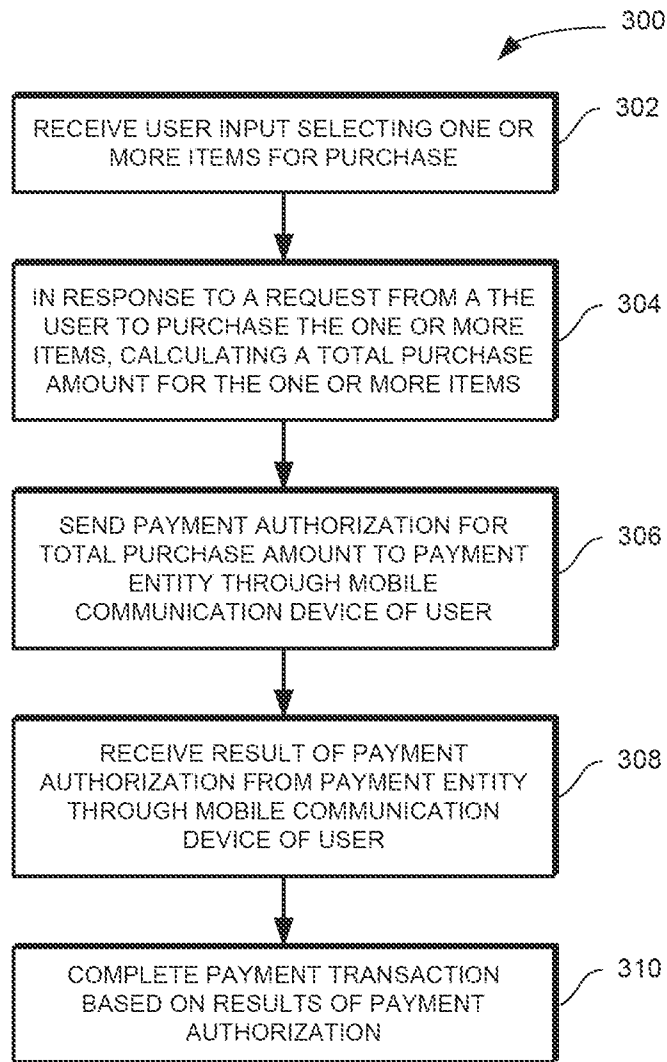 300
RECEIVE USER INPUT SELECTING ONE OR
MORE ITEMS FOR PURCHASE
302
IN RESPONSE TO A REQUEST FROM A THE
USER TO PURCHASE THE ONE OR MORE
ITEMS, CALCULATING A TOTAL PURCHASE
AMOUNT FOR THE ONE OR MORE ITEMS
304
SEND PAYMENT AUTHORIZATION FOR
TOTAL PURCHASE AMOUNT TO PAYMENT
ENTITY THROUGH MOBILE
COMMUNICATION DEVICE OF USER
306
RECEIVE RESULT OF PAYMENT
AUTHORIZATION FROM PAYMENT ENTITY
THROUGH MOBILE COMMUNICATION
DEVICE OF USER
308
COMPLETE PAYMENT TRANSACTION
BASED ON RESULTS OF PAYMENT
AUTHORIZATION
310